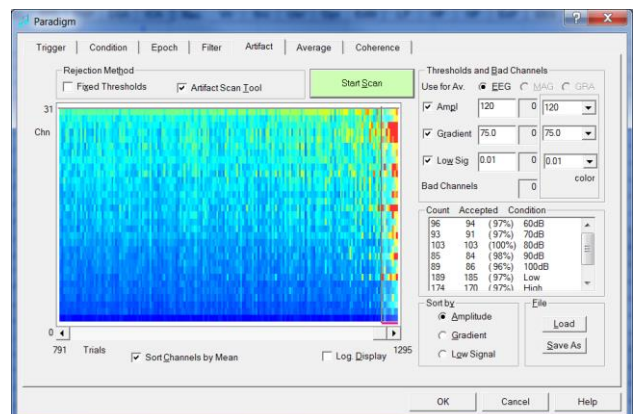 Paradigm
Trigger Condition Epoch Filter Artifact Average Coherence
Rejection Method
Fixed Thresholds
Artifact Scan Tool
Start Scan
31
Chn
0
791 Trials 1295
Sort Channels by Mean
Log. Display
Thresholds and Bad Channels
Use for Av. EEG MAG GRA
Ampl 120 0 120
Gradient 75.0 0 75.0
Low Sig 0.01 0 0.01
Bad Channels 0 color
Count Accepted Condition
96 94 (97%) 60dB
93 91 (97%) 70dB
103 103 (100%) 80dB
85 84 (98%) 90dB
89 86 (96%) 100dB
189 185 (97%) Low
174 170 (97%) High
Sort by
Amplitude
Gradient
Low Signal
File
Load
Save As
OK Cancel Help